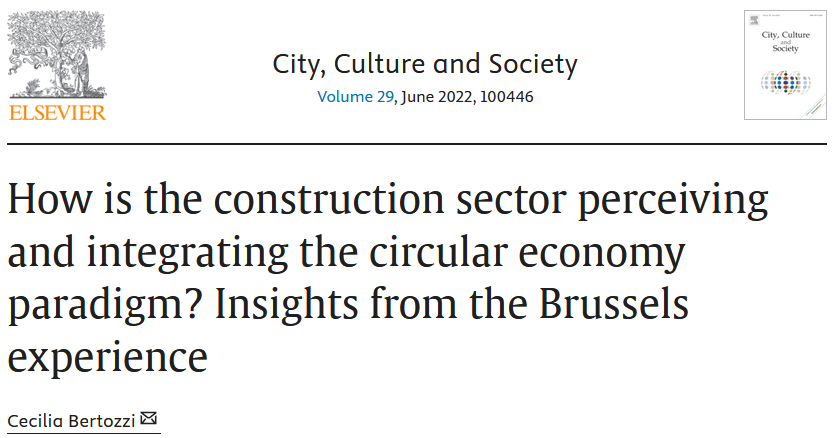 ELSEVIER
City, Culture and Society
Volume 29, June 2022, 100446
City, Culture
and
Society
How is the construction sector perceiving
and integrating the circular economy
paradigm? Insights from the Brussels
experience
Cecilia Bertozzi